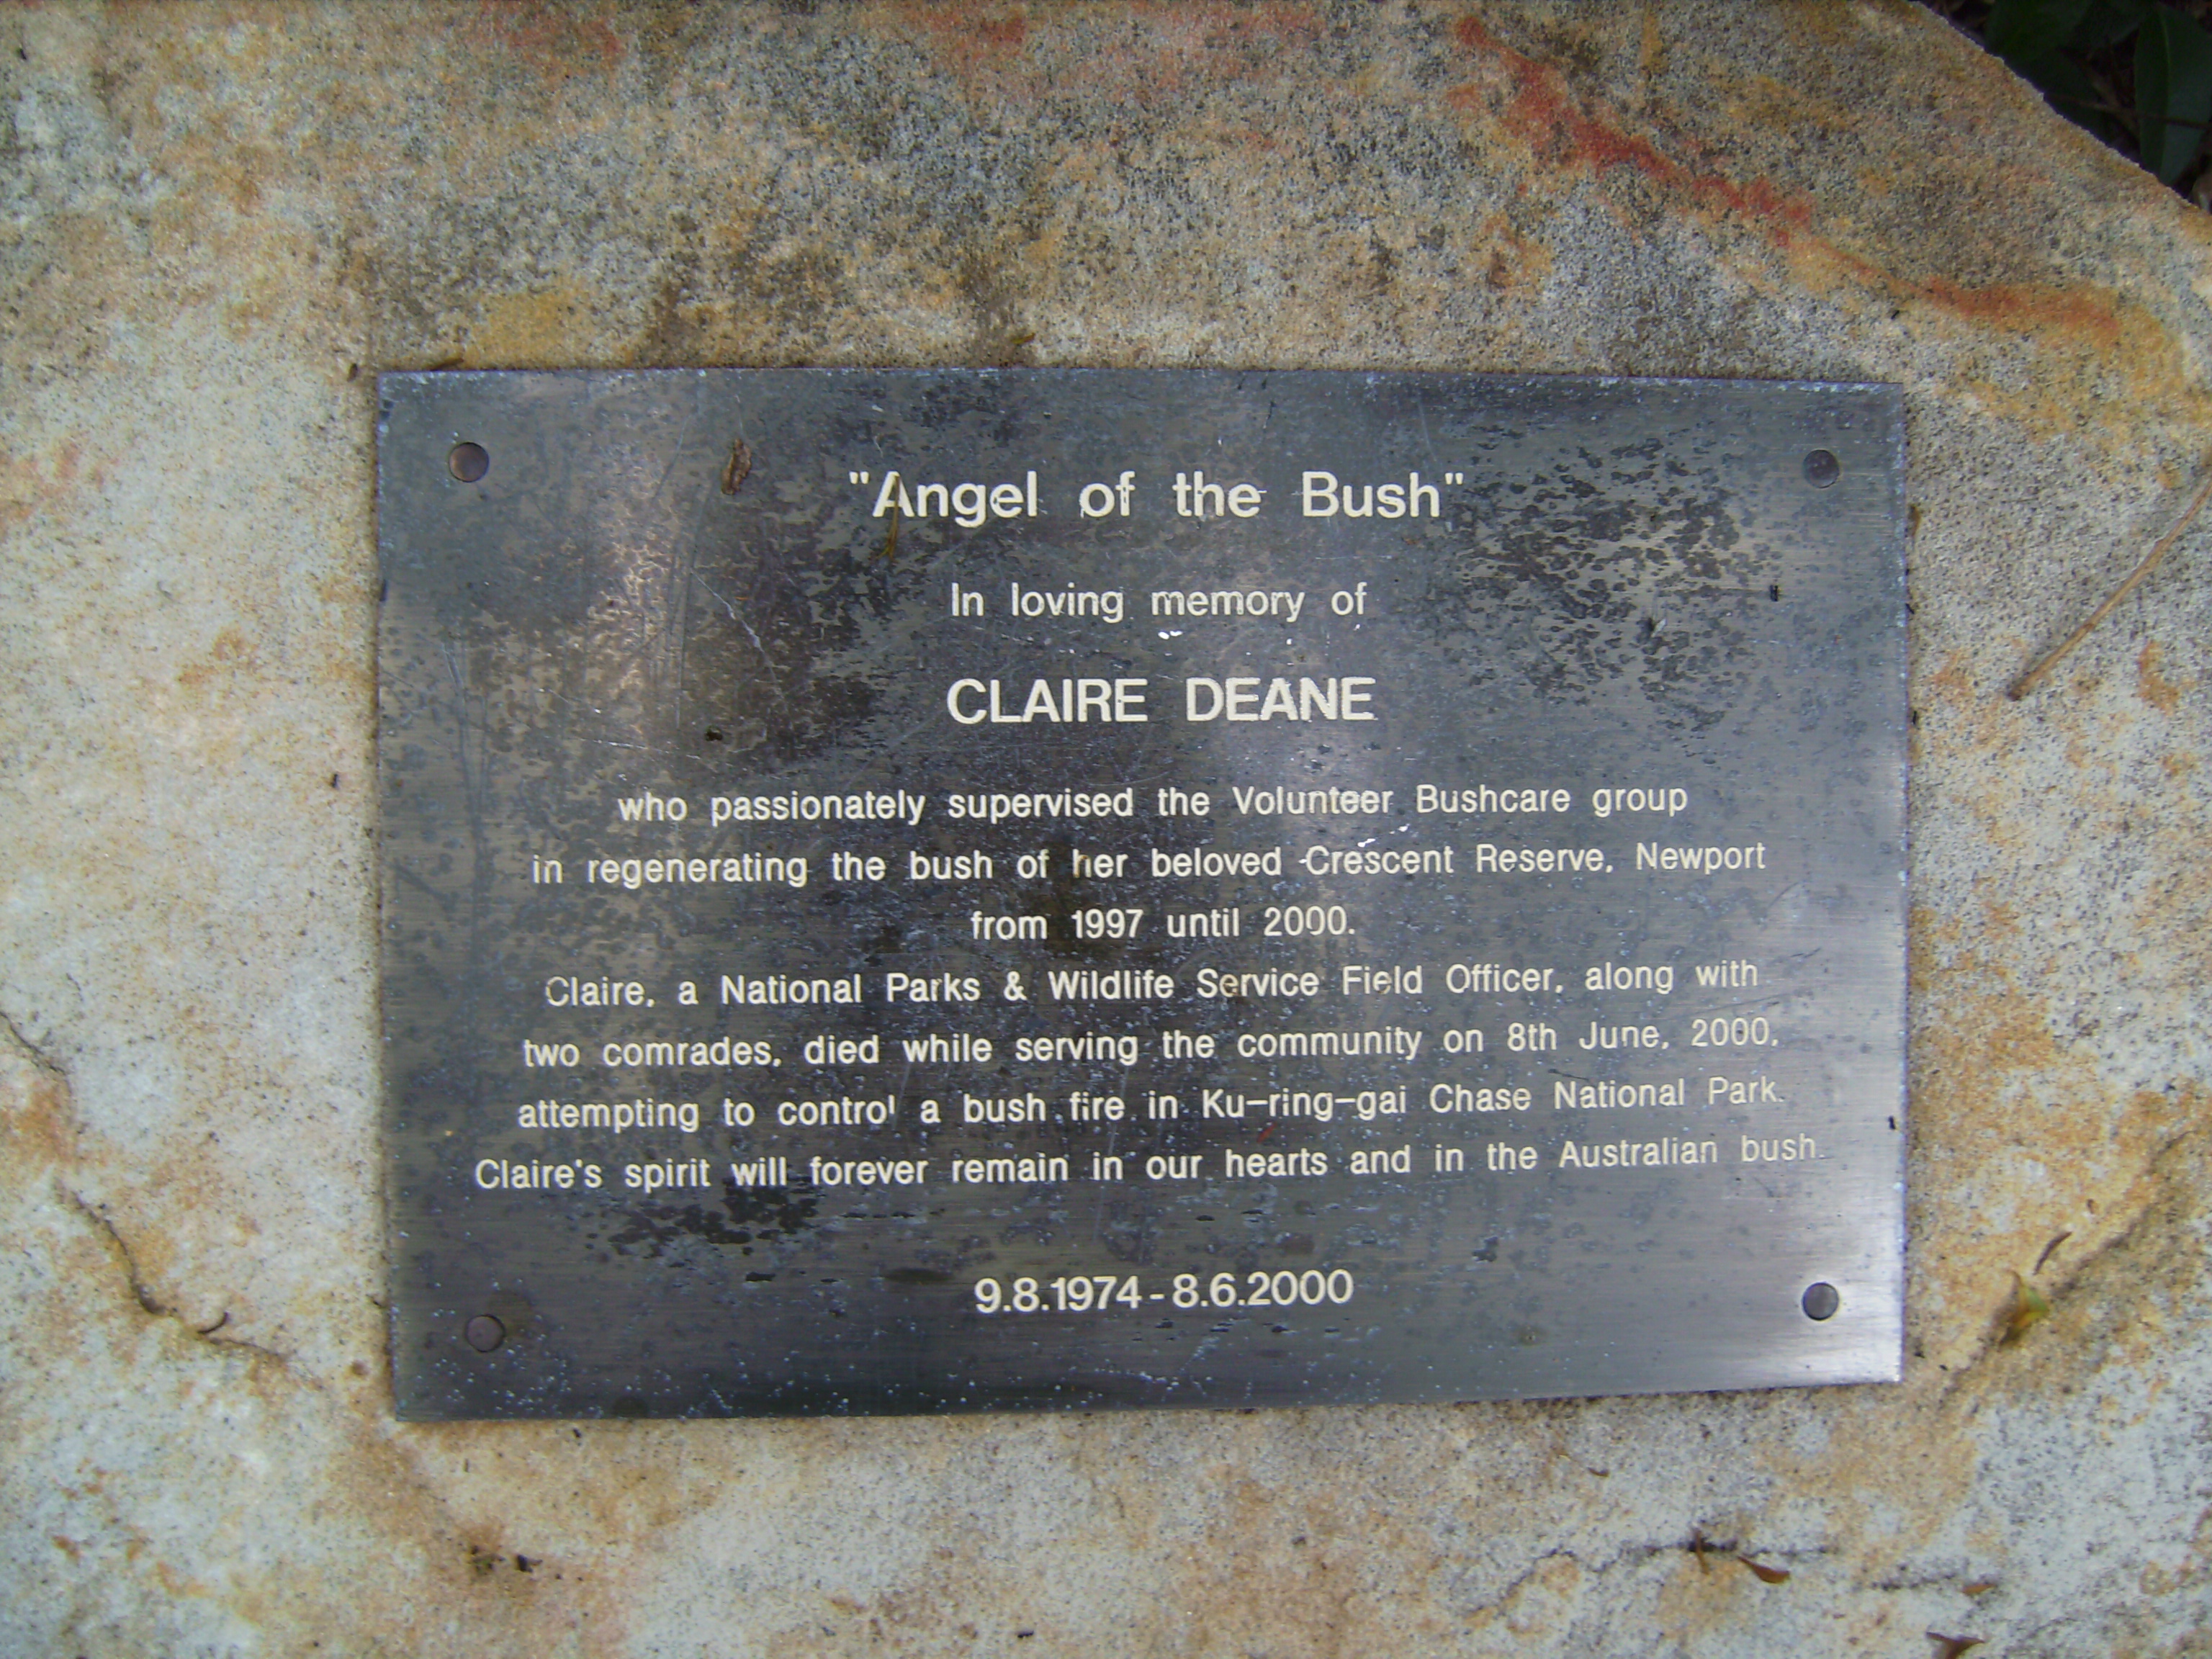 "Angel of the Bush"
In loving memory of
CLAIRE DEANE
who passionately supervised the Volunteer Bushcare group
in regenerating the bush of her beloved Crescent Reserve, Newport
from 1997 until 2000.
Claire, a National Parks & Wildlife Service Field Officer, along with
two comrades, died while serving the community on 8th June, 2000,
attempting to control a bush fire in Ku-ring-gai Chase National Park.
Claire's spirit will forever remain in our hearts and in the Australian bush.
9.8.1974 - 8.6.2000